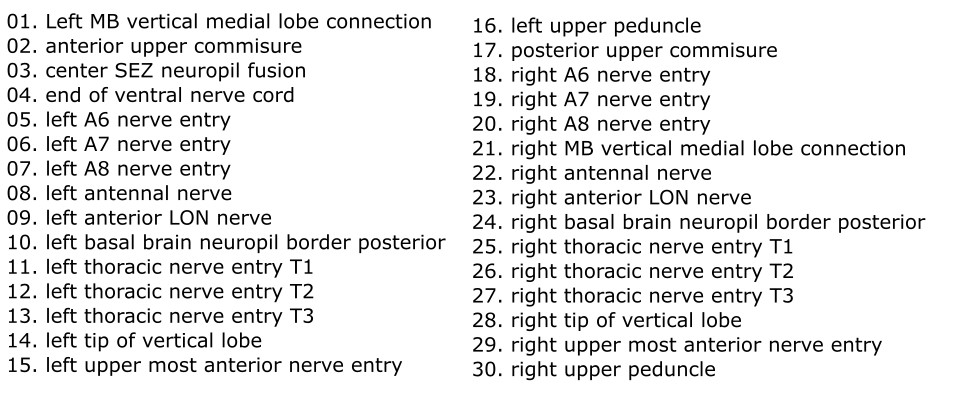 01. Left MB vertical medial lobe connection
02. anterior upper commisure
03. center SEZ neuropil fusion
04. end of ventral nerve cord
05. left A6 nerve entry
06. left A7 nerve entry
07. left A8 nerve entry
08. left antennal nerve
09. left anterior LON nerve
10. left basal brain neuropil border posterior
11. left thoracic nerve entry T1
12. left thoracic nerve entry T2
13. left thoracic nerve entry T3
14. left tip of vertical lobe
15. left upper most anterior nerve entry
16. left upper peduncle
17. posterior upper commisure
18. right A6 nerve entry
19. right A7 nerve entry
20. right A8 nerve entry
21. right MB vertical medial lobe connection
22. right antennal nerve
23. right anterior LON nerve
24. right basal brain neuropil border posterior
25. right thoracic nerve entry T1
26. right thoracic nerve entry T2
27. right thoracic nerve entry T3
28. right tip of vertical lobe
29. right upper most anterior nerve entry
30. right upper peduncle